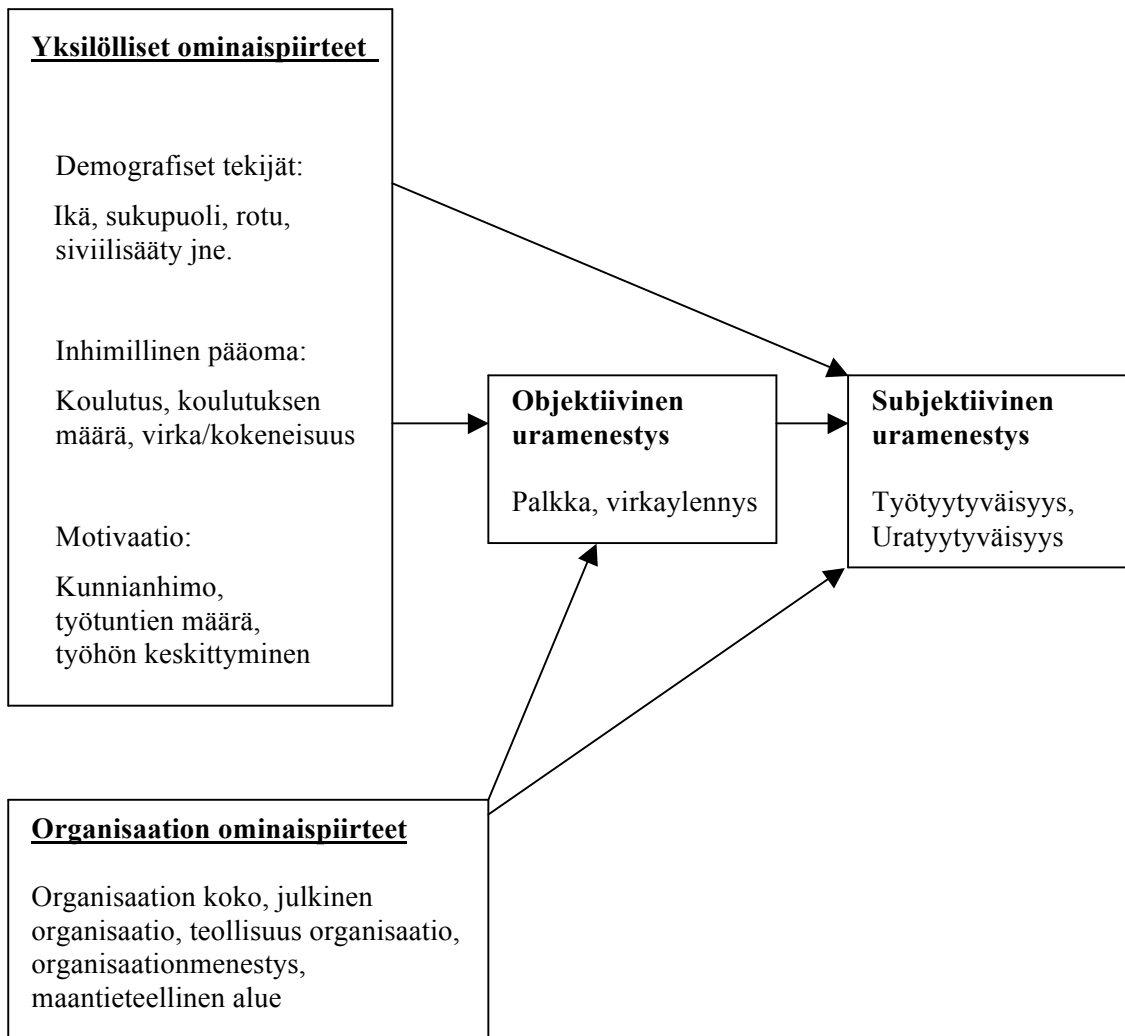 Yksilölliset ominaispiirteet
Demografiset tekijät:
Ikä, sukupuoli, rotu,
siviilisääty jne.
Inhimillinen pääoma:
Koulutus, koulutuksen
määrä, virka/kokeneisuus
Motivaatio:
Kunnianhimo,
työtuntien määrä,
työhön keskittyminen
Objektiivinen
uramenestys
Palkka, virkaylennys
Subjektiivinen
uramenestys
Työtyytyväisyys,
Uratyytyväisyys
Organisaation ominaispiirteet
Organisaation koko, julkinen
organisaatio, teollisuus organisaatio,
organisaationmenestys,
maantieteellinen alue